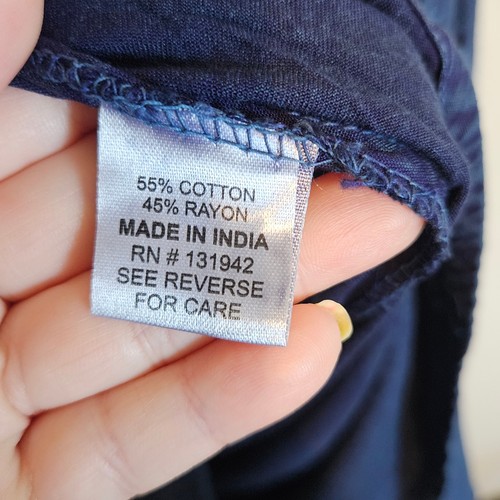 55% COTTON
45% RAYON
MADE IN INDIA
RN # 131942
SEE REVERSE
FOR CARE